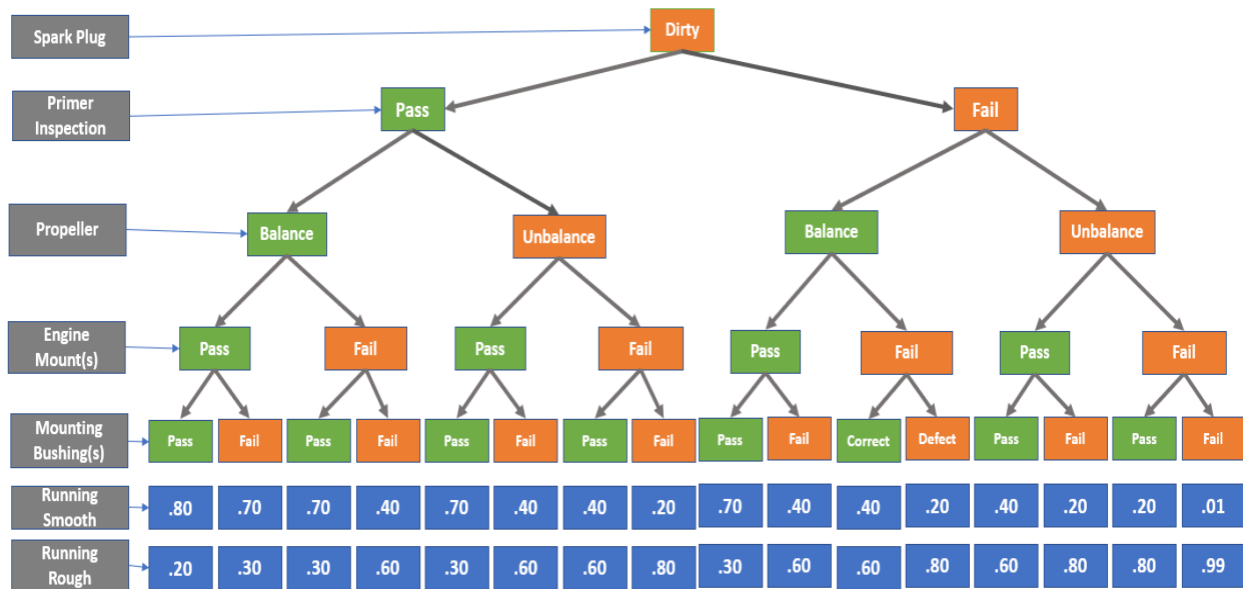 Spark Plug
Dirty
Primer
Inspection
Pass
Fail
Propeller
Balance
Unbalance
Balance
Unbalance
Engine
Mount(s)
Pass
Fail
Pass
Fail
Pass
Fail
Pass
Fail
Mounting
Bushing(s)
Pass
Fail
Pass
Fail
Pass
Fail
Pass
Fail
Pass
Fail
Correct
Defect
Pass
Fail
Pass
Fail
Running
Smooth
.80
.70
.70
.40
.70
.40
.40
.20
.70
.40
.40
.20
.40
.20
.20
.01
Running
Rough
.20
.30
.30
.60
.30
.60
.60
.80
.30
.60
.60
.80
.60
.80
.80
.99